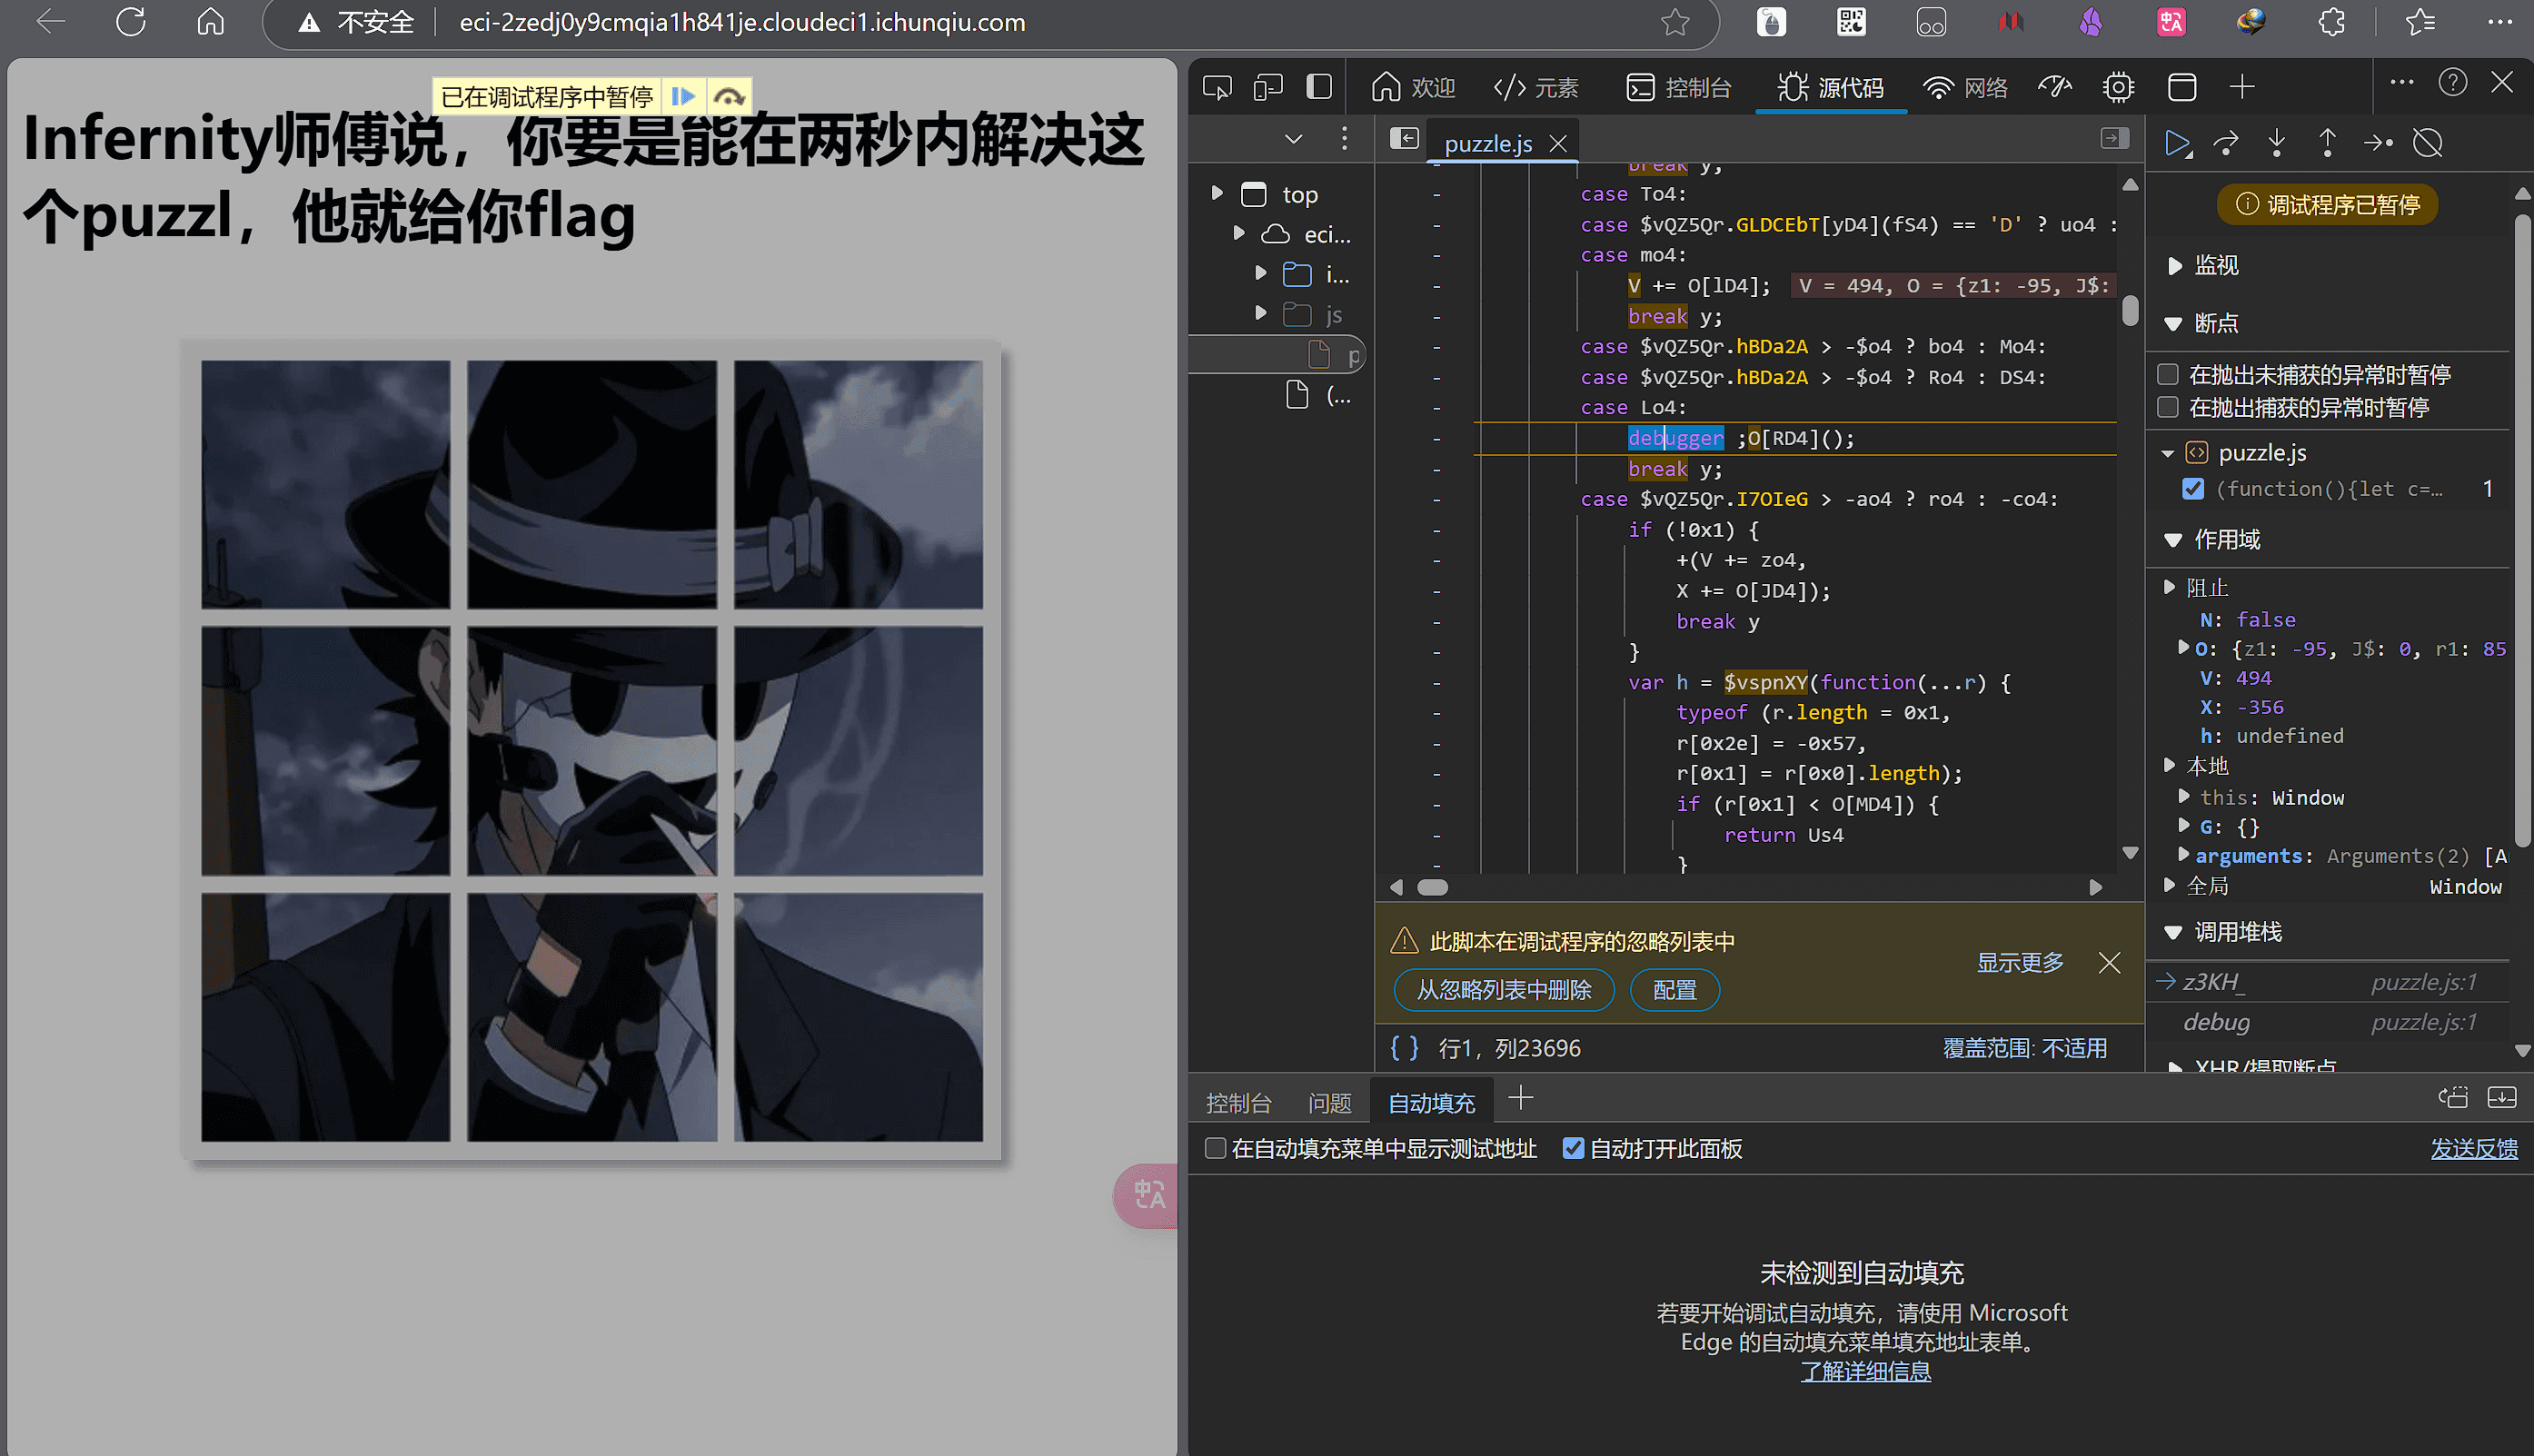 不安全 eci-2zedj0y9cmqia1h841je.cloudeci1.ichunqiu.com
已在调试程序中暂停
Infernity师傅说，你要是能在两秒内解决这
个puzzl，他就给你flag
欢迎 元素 控制台 源代码 网络
puzzle.js
top
eci...
i...
js
p
(...
break y;
case To4:
case $vQZ5Qr.GLDCEbT[yD4](fS4) == 'D' ? uo4 :
case mo4:
V += O[lD4]; V = 494, O = {z1: -95, J$:
break y;
case $vQZ5Qr.hBDa2A > -$o4 ? bo4 : Mo4:
case $vQZ5Qr.hBDa2A > -$o4 ? Ro4 : DS4:
case Lo4:
debugger ;O[RD4]();
break y;
case $vQZ5Qr.I7OIeG > -ao4 ? ro4 : -co4:
if (!0x1) {
+(V += zo4,
X += O[JD4]);
break y
}
var h = $vspnXY(function(...r) {
typeof (r.length = 0x1,
r[0x2e] = -0x57,
r[0x1] = r[0x0].length);
if (r[0x1] < O[MD4]) {
return Us4
}
此脚本在调试程序的忽略列表中
显示更多
从忽略列表中删除 配置
{ } 行1，列23696
覆盖范围: 不适用
调试程序已暂停
监视
断点
在抛出未捕获的异常时暂停
在抛出捕获的异常时暂停
puzzle.js
(function(){let c=… 1
作用域
阻止
N: false
O: {z1: -95, J$: 0, r1: 85
V: 494
X: -356
h: undefined
本地
this: Window
G: {}
arguments: Arguments(2) [A
全局 Window
调用堆栈
z3KH_ puzzle.js:1
debug puzzle.js:1
XHR/提取断点
控制台 问题 自动填充
在自动填充菜单中显示测试地址 自动打开此面板
发送反馈
未检测到自动填充
若要开始调试自动填充，请使用 Microsoft
Edge 的自动填充菜单填充地址表单。
了解详细信息